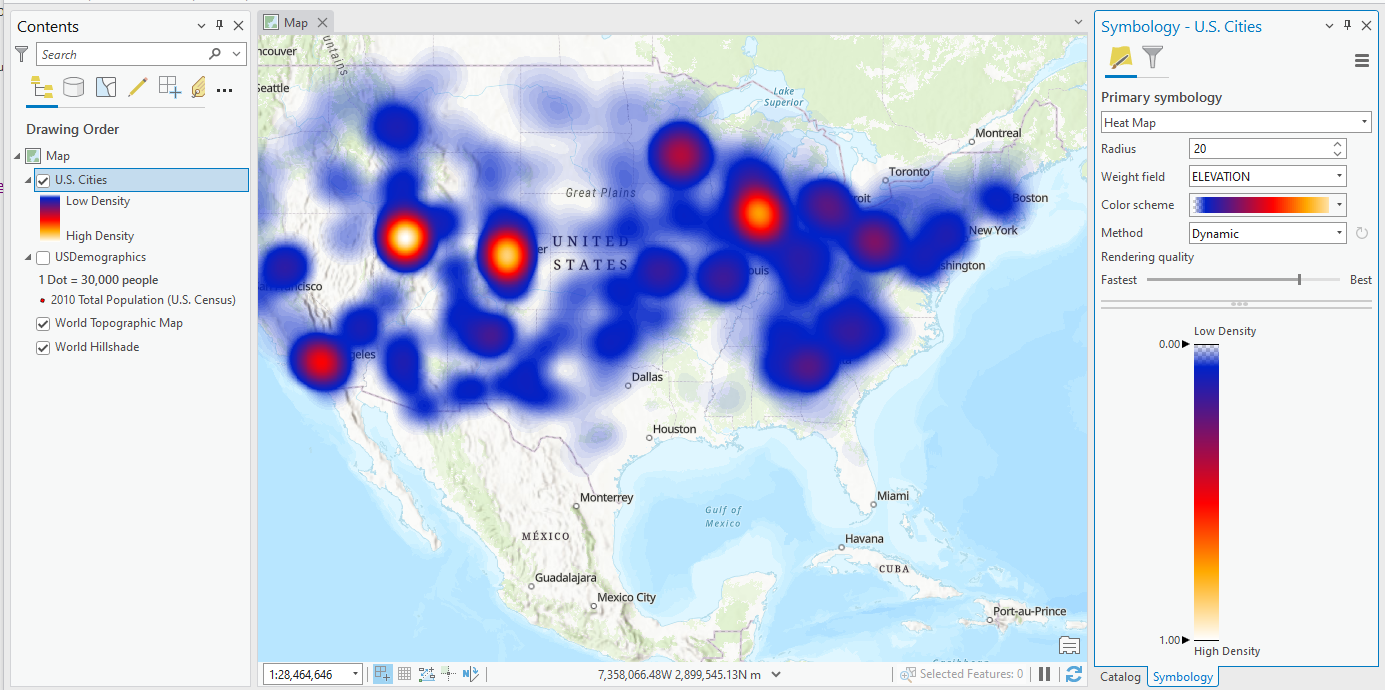 Contents
Search
Drawing Order
Map
U.S. Cities
Low Density
High Density
USDemographics
1 Dot = 30,000 people
2010 Total Population (U.S. Census)
World Topographic Map
World Hillshade
Map
ncouver
untains
Seattle
Lake
Superior
Montreal
Toronto
roit
Boston
Great Plains
New York
er
UNITED
STATES
shington
ouis
ncisco
geles
Dallas
Houston
Monterrey
Gulf of
Mexico
Miami
MÉXICO
Havana
CUBA
Guadalajara
Mexico City
Port-au-Prince
1:28,464,646
7,358,066.48W 2,899,545.13N m
Selected Features: 0
Symbology - U.S. Cities
Primary symbology
Heat Map
Radius
20
Weight field
ELEVATION
Color scheme
Method
Dynamic
Rendering quality
Fastest
Best
Low Density
0.00
1.00
High Density
Catalog
Symbology